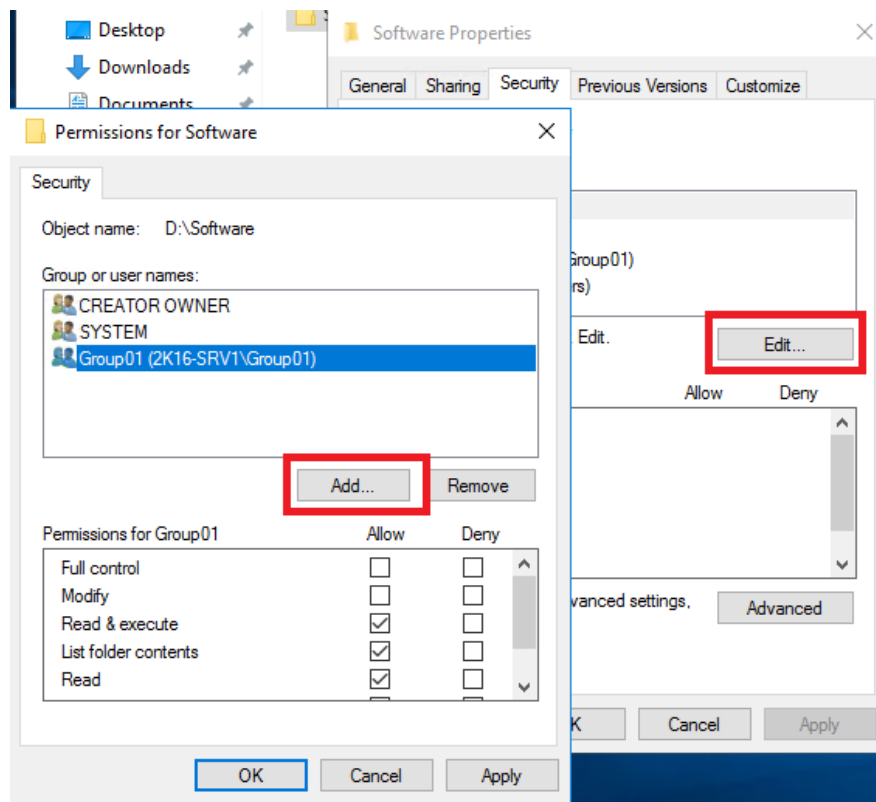 Desktop
Downloads
Documents
Software Properties
General Sharing Security Previous Versions Customize
Permissions for Software
Security
Object name: D:\Software
Group or user names:
CREATOR OWNER
SYSTEM
Group01 (2K16-SRV1\Group01)
Add... Remove
Permissions for Group01 Allow Deny
Full control
Modify
Read & execute
List folder contents
Read
OK Cancel Apply
Group01)
rs)
Edit.
Edit...
Allow Deny
vanced settings,
Advanced
K Cancel Apply